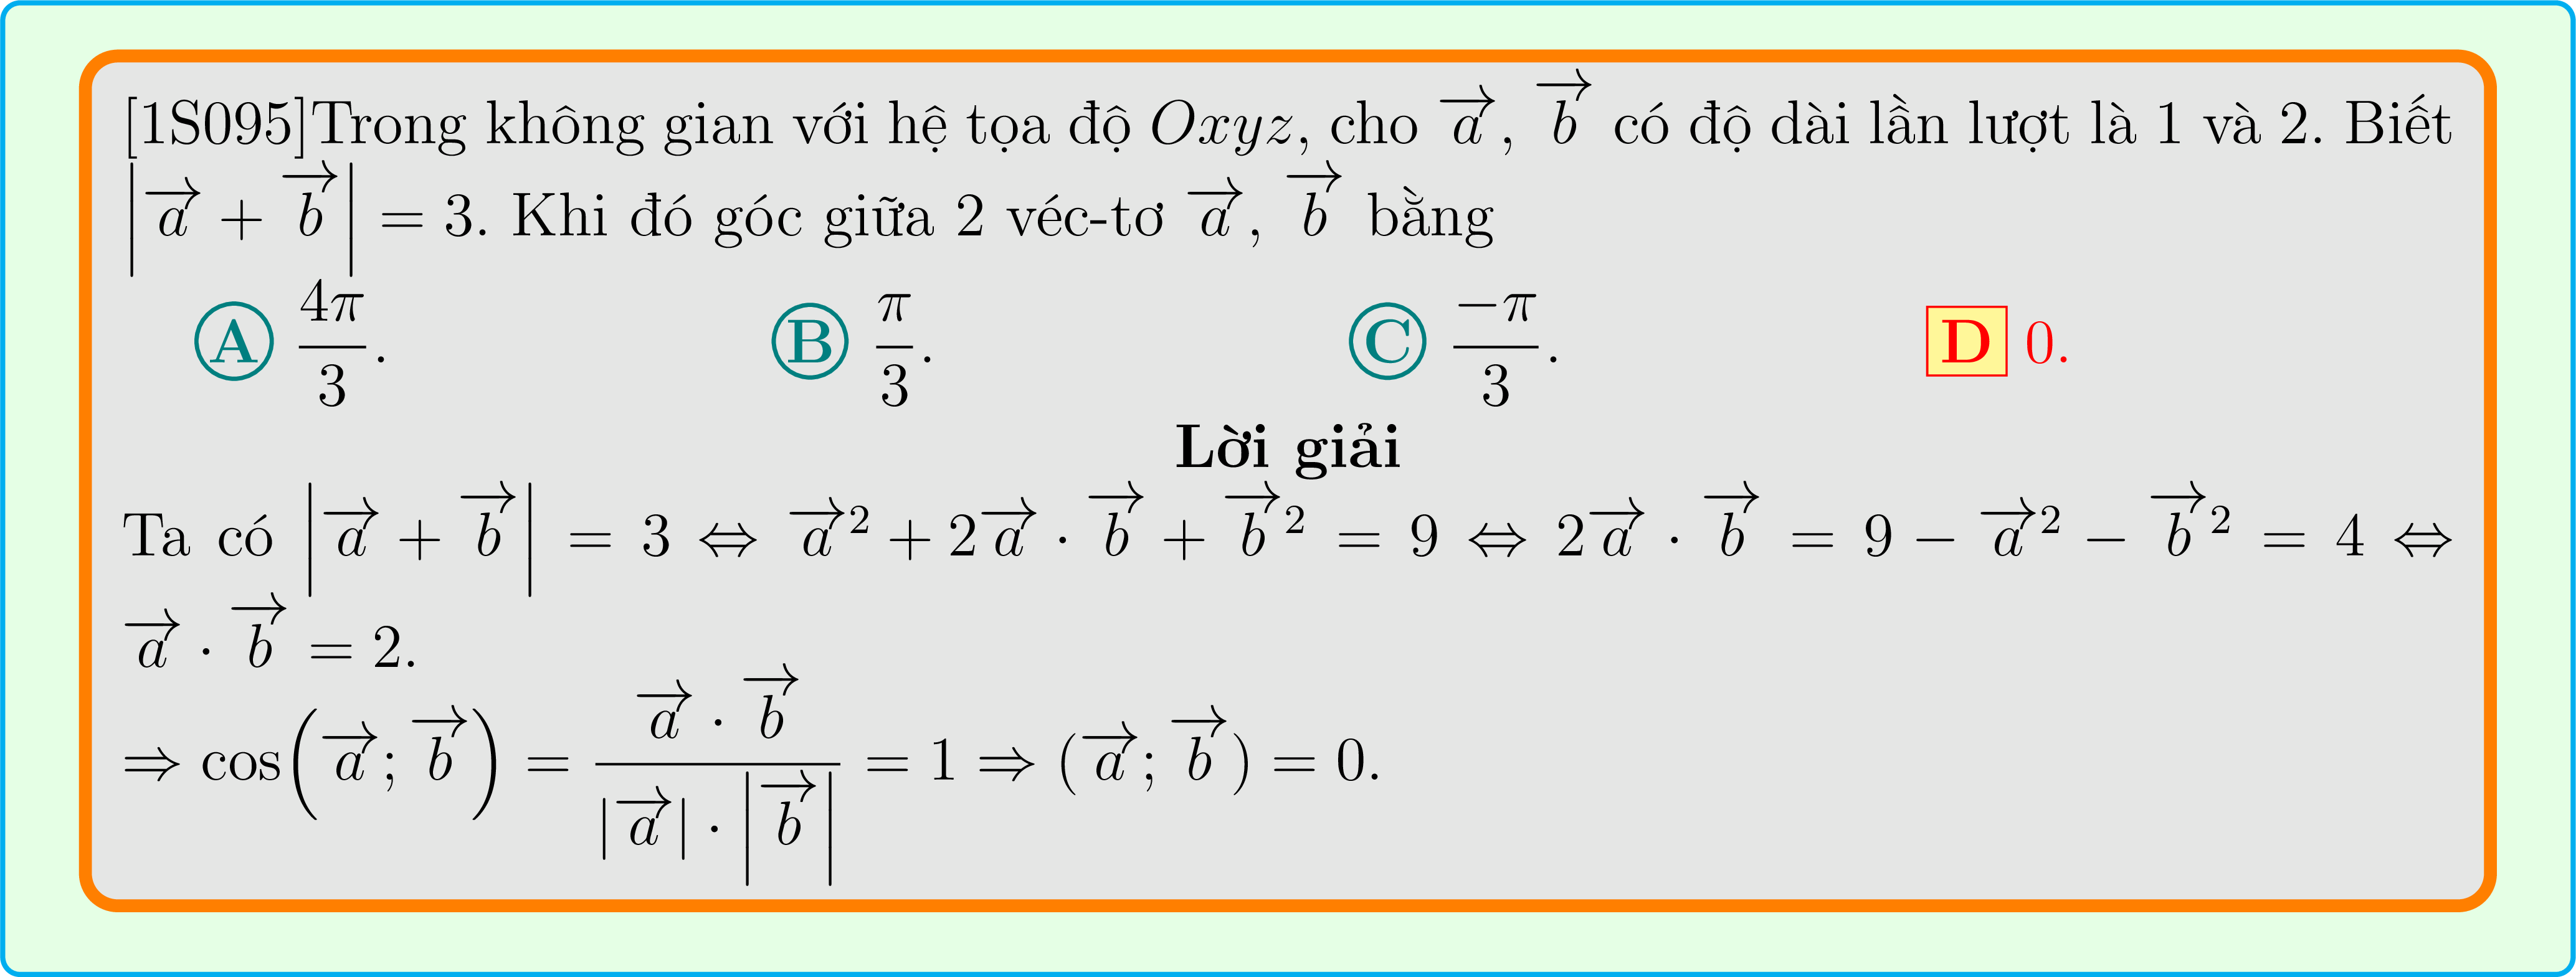 [1S095]Trong không gian với hệ tọa độ $Oxyz$, cho $\overrightarrow{a}$, $\overrightarrow{b}$ có độ dài lần lượt là 1 và 2. Biết
$\left|\overrightarrow{a} + \overrightarrow{b}\right| = 3$. Khi đó góc giữa 2 véc-tơ $\overrightarrow{a}$, $\overrightarrow{b}$ bằng
A $\dfrac{4\pi}{3}$. B $\dfrac{\pi}{3}$. C $\dfrac{-\pi}{3}$. D 0.
Lời giải
Ta có $\left|\overrightarrow{a} + \overrightarrow{b}\right| = 3 \Leftrightarrow \overrightarrow{a}^2 + 2\overrightarrow{a} \cdot \overrightarrow{b} + \overrightarrow{b}^2 = 9 \Leftrightarrow 2\overrightarrow{a} \cdot \overrightarrow{b} = 9 - \overrightarrow{a}^2 - \overrightarrow{b}^2 = 4 \Leftrightarrow$
$\overrightarrow{a} \cdot \overrightarrow{b} = 2$.
$\Rightarrow \cos\left(\overrightarrow{a}; \overrightarrow{b}\right) = \dfrac{\overrightarrow{a} \cdot \overrightarrow{b}}{|\overrightarrow{a}| \cdot \left|\overrightarrow{b}\right|} = 1 \Rightarrow (\overrightarrow{a}; \overrightarrow{b}) = 0$.